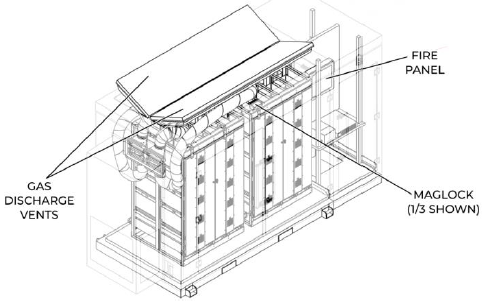 FIRE
PANEL
GAS
DISCHARGE
VENTS
MAGLOCK
(1/3 SHOWN)